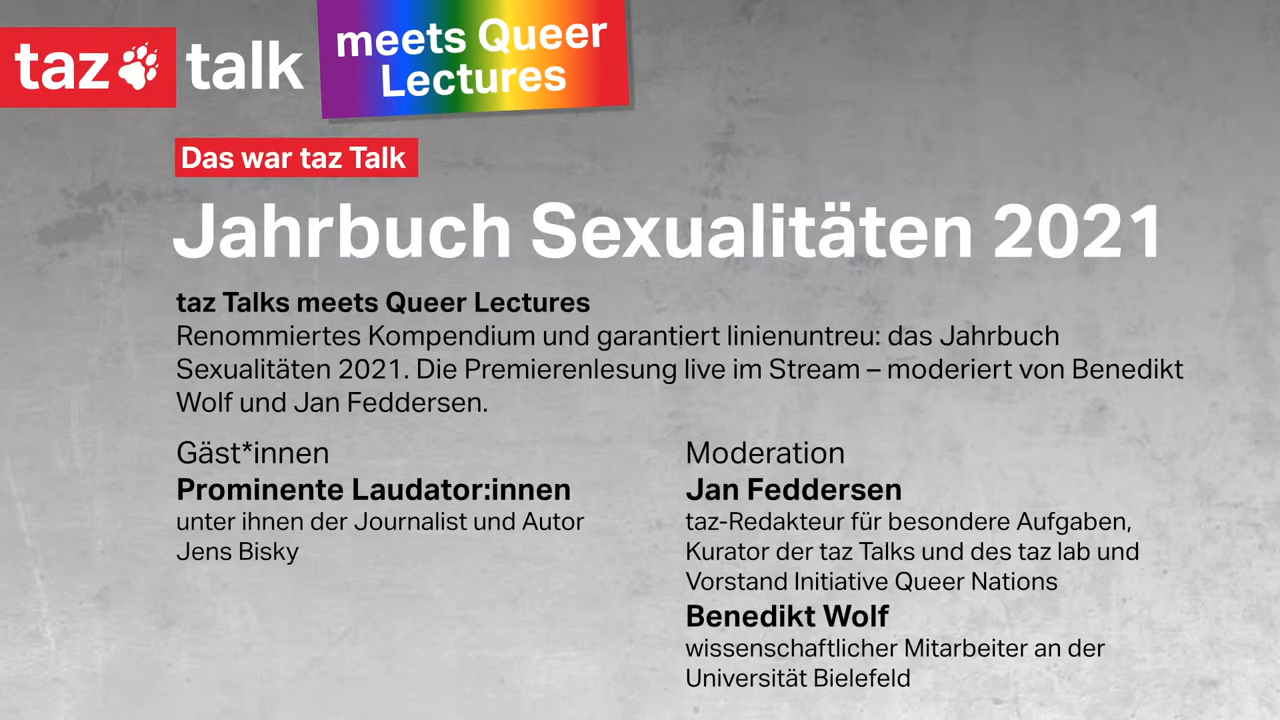 taz talk
meets Queer
Lectures
Das war taz Talk
Jahrbuch Sexualitäten 2021
taz Talks meets Queer Lectures
Renommiertes Kompendium und garantiert linienuntreu: das Jahrbuch
Sexualitäten 2021. Die Premierenlesung live im Stream – moderiert von Benedikt
Wolf und Jan Feddersen.
Gäst*innen
Prominente Laudator:innen
unter ihnen der Journalist und Autor
Jens Bisky
Moderation
Jan Feddersen
taz-Redakteur für besondere Aufgaben,
Kurator der taz Talks und des taz lab und
Vorstand Initiative Queer Nations
Benedikt Wolf
wissenschaftlicher Mitarbeiter an der
Universität Bielefeld